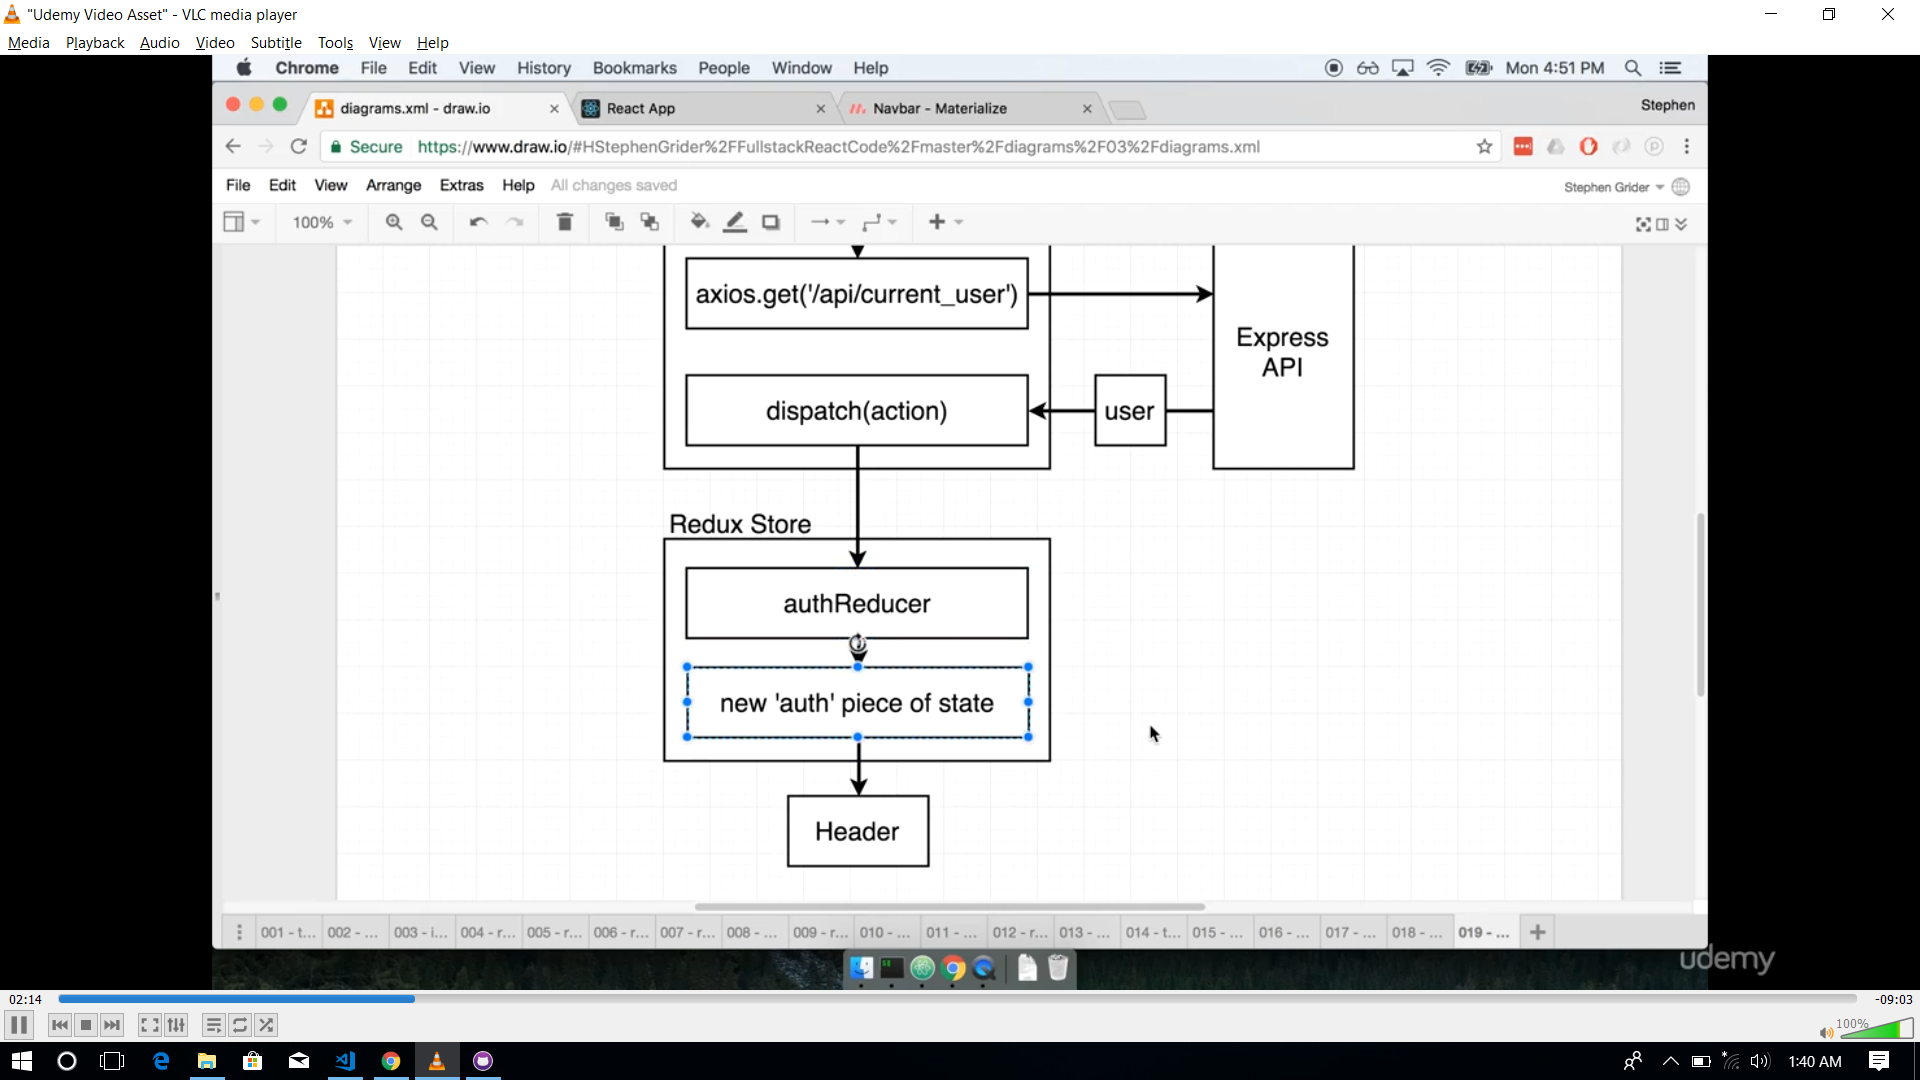 "Udemy Video Asset" - VLC media player
Media Playback Audio Video Subtitle Tools View Help
Chrome File Edit View History Bookmarks People Window Help Mon 4:51 PM
diagrams.xml - draw.io React App Navbar - Materialize Stephen
Secure https://www.draw.io/#HStephenGrider%2FFullstackReactCode%2Fmaster%2Fdiagrams%2F03%2Fdiagrams.xml
File Edit View Arrange Extras Help All changes saved Stephen Grider
100%
axios.get('/api/current_user')
Express
API
dispatch(action)
user
Redux Store
authReducer
new 'auth' piece of state
Header
001 - t... 002 - ... 003 - i... 004 - r... 005 - r... 006 - r... 007 - r... 008 - ... 009 - r... 010 - ... 011 - ... 012 - r... 013 - ... 014 - t... 015 - ... 016 - ... 017 - ... 018 - ... 019 - ...
udemy
02:14 -09:03
100%
1:40 AM